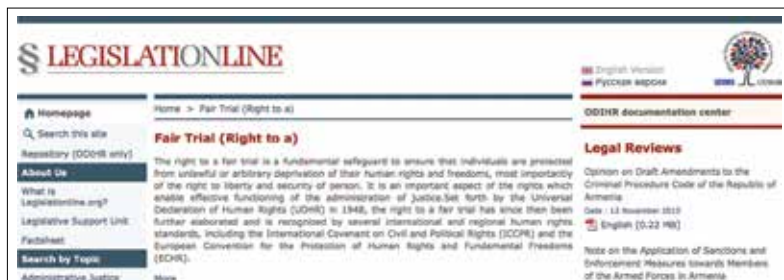 § LEGISLATIONLINE
English Version
Русская версия
Homepage
Search this site
Repository (ODIHR only)
About Us
What is
Legislationline.org?
Legislative Support Unit
Factsheet
Search by Topic
Administrative Justice
Home > Fair Trial (Right to a)
Fair Trial (Right to a)
The right to a fair trial is a fundamental safeguard to ensure that individuals are protected
from unlawful or arbitrary deprivation of their human rights and freedoms, most importantly
of the right to liberty and security of person. It is an important aspect of the rights which
enable effective functioning of the administration of justice.Set forth by the Universal
Declaration of Human Rights (UDHR) in 1948, the right to a fair trial has since then been
further elaborated and is recognised by several international and regional human rights
standards, including the International Covenant on Civil and Political Rights (ICCPR) and the
European Convention for the Protection of Human Rights and Fundamental Freedoms
(ECHR).
More
ODIHR documentation center
Legal Reviews
Opinion on Draft Amendments to the
Criminal Procedure Code of the Republic of
Armenia
Date : 12 November
English [0.22 MB]
Note on the Application of Sanctions and
Enforcement Measures towards Members
of the Armed Forces in Armenia